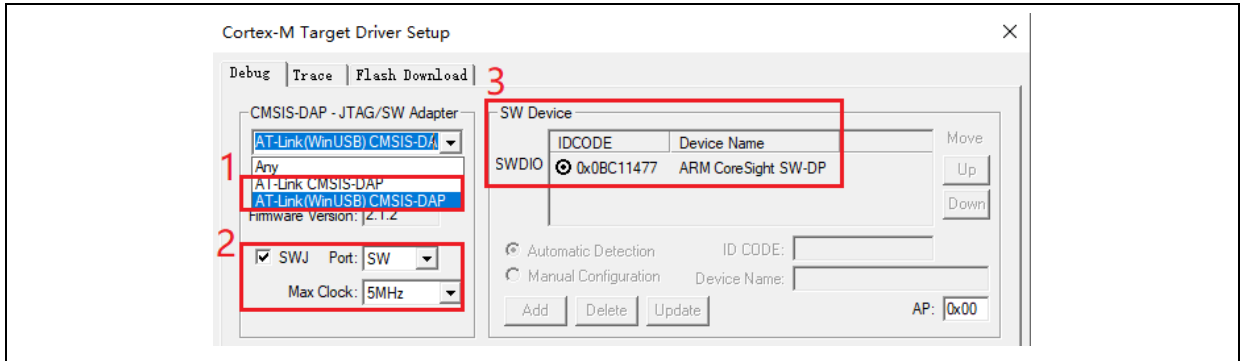 Cortex-M Target Driver Setup
Debug Trace Flash Download
3
CMSIS-DAP - JTAG/SW Adapter
AT-Link(WinUSB) CMSIS-DA
1
Any
AT-Link CMSIS-DAP
AT-Link(WinUSB) CMSIS-DAP
Firmware Version: 2.1.2
2
SWJ Port: SW
Max Clock: 5MHz
SW Device
IDCODE Device Name
SWDIO 0x0BC11477 ARM CoreSight SW-DP
Move
Up
Down
Automatic Detection ID CODE:
Manual Configuration Device Name:
Add Delete Update AP: 0x00